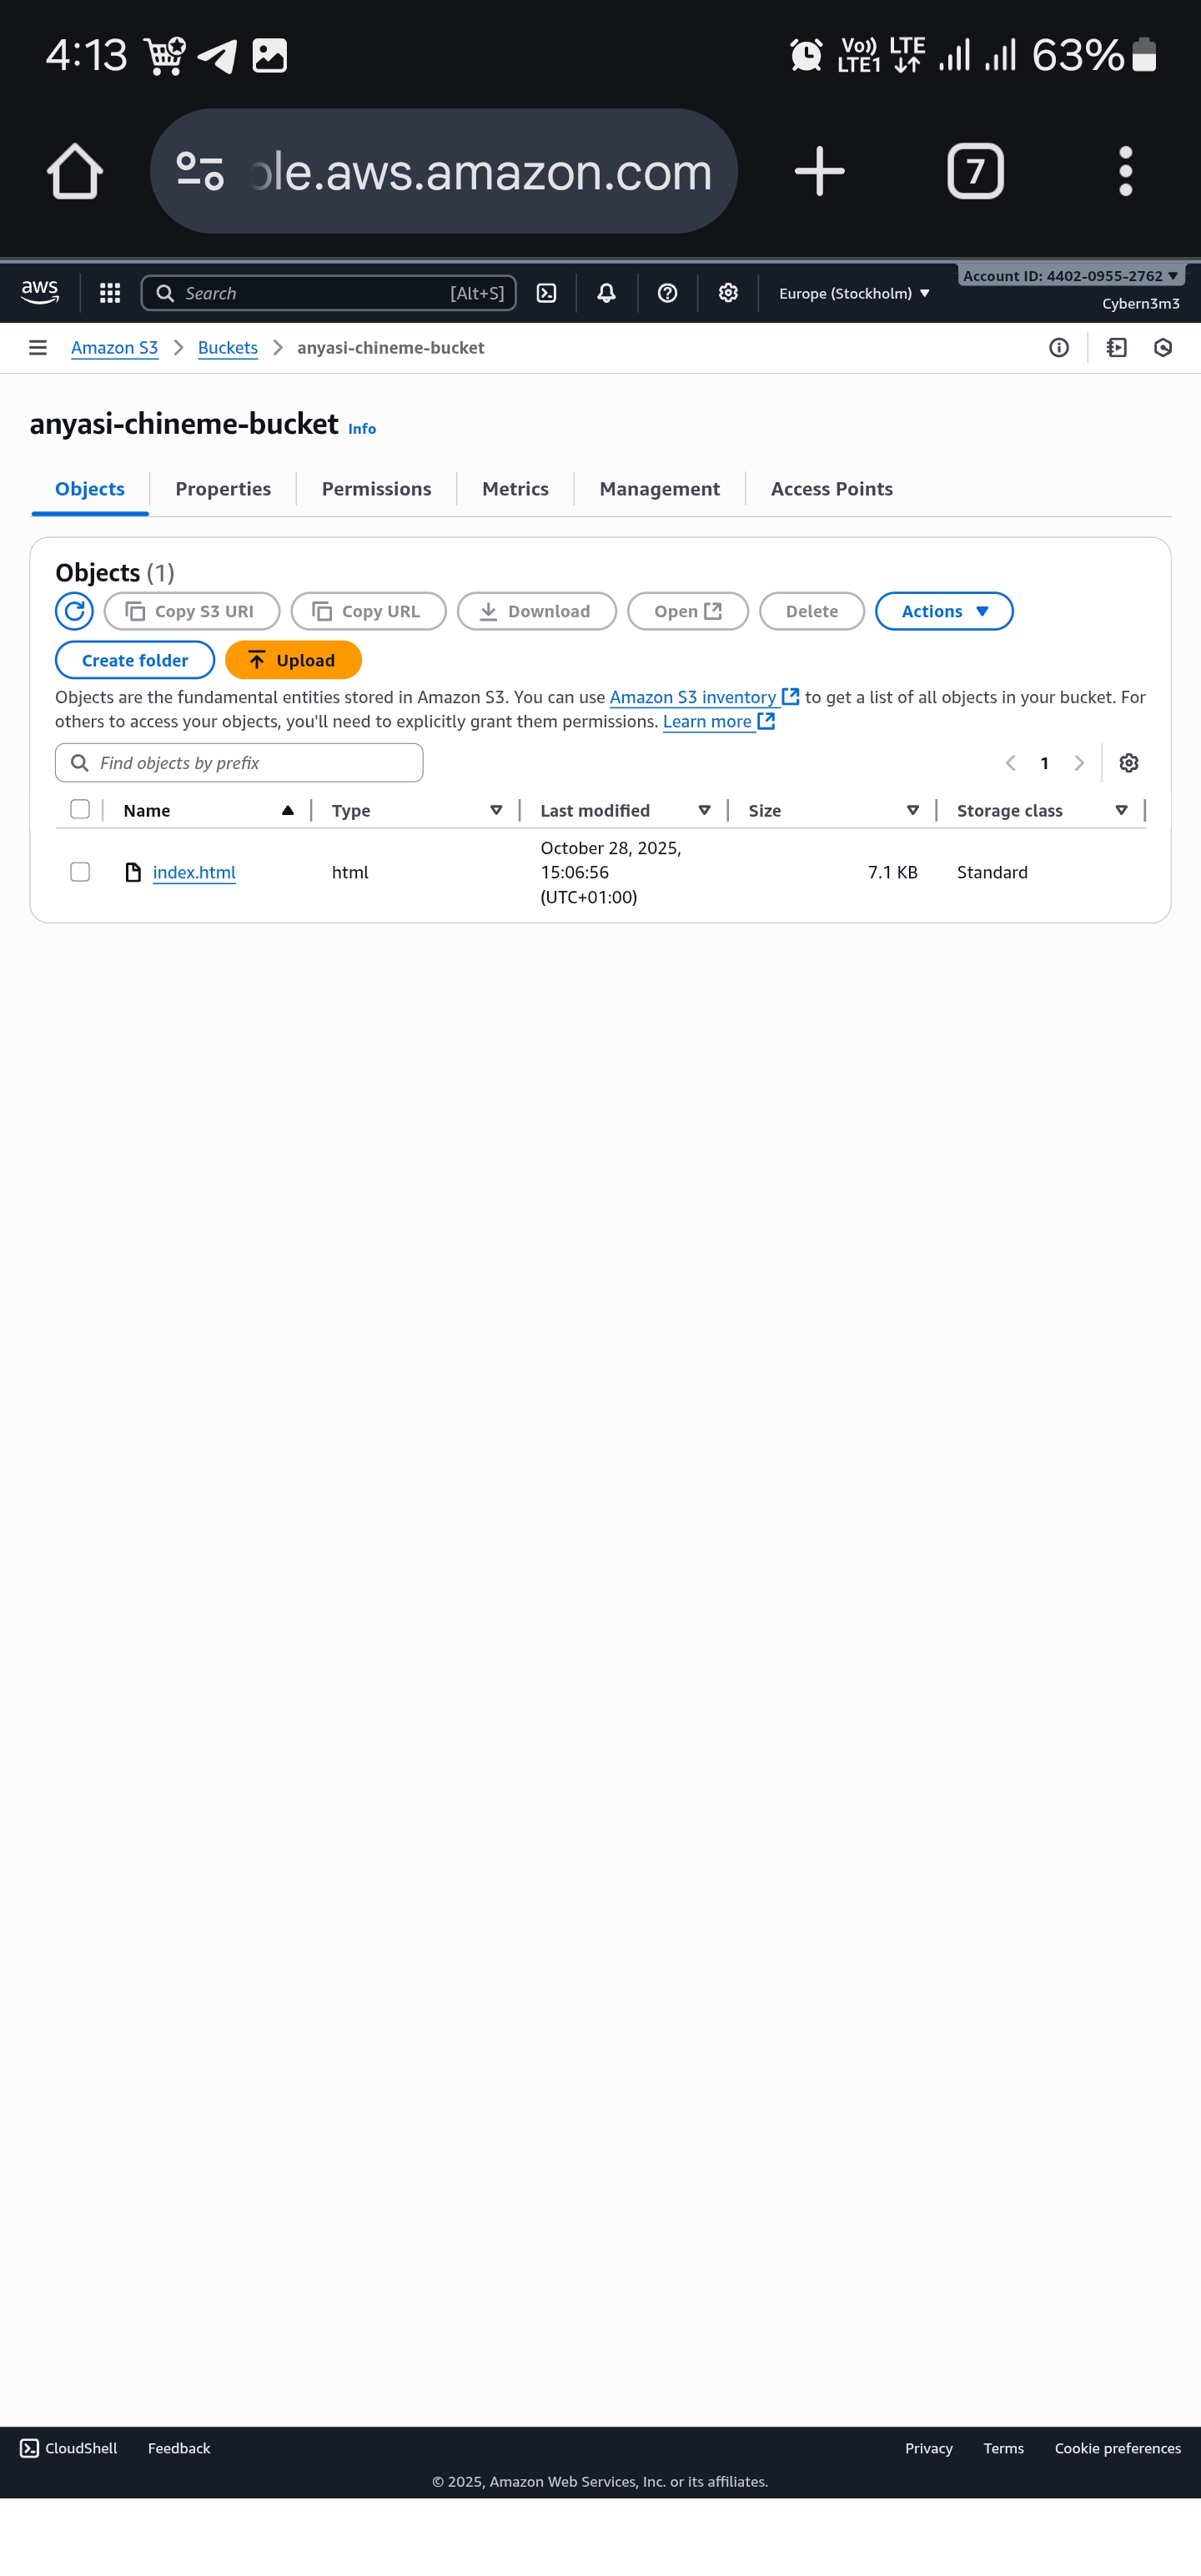 4:13
Vo)) LTE1 LTE 63%
ole.aws.amazon.com
7
aws
Search [Alt+S]
Europe (Stockholm)
Account ID: 4402-0955-2762
Cybern3m3
Amazon S3 Buckets anyasi-chineme-bucket
anyasi-chineme-bucket Info
Objects Properties Permissions Metrics Management Access Points
Objects (1)
Copy S3 URI Copy URL Download Open Delete Actions
Create folder Upload
Objects are the fundamental entities stored in Amazon S3. You can use Amazon S3 inventory to get a list of all objects in your bucket. For
others to access your objects, you'll need to explicitly grant them permissions. Learn more
Find objects by prefix
1
Name Type Last modified Size Storage class
index.html html October 28, 2025, 15:06:56 (UTC+01:00) 7.1 KB Standard
CloudShell Feedback Privacy Terms Cookie preferences
© 2025, Amazon Web Services, Inc. or its affiliates.